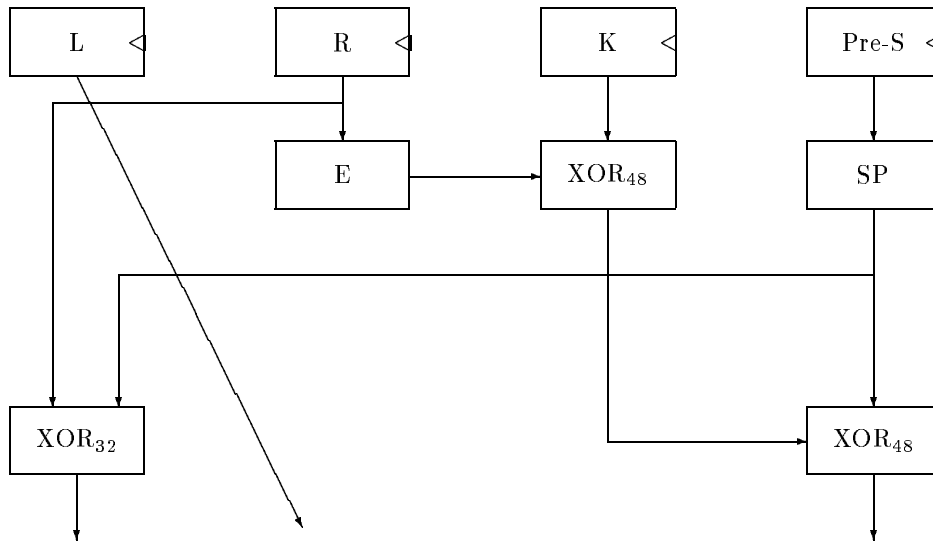 L R K Pre-S
E XOR₄₈ SP
XOR₃₂ XOR₄₈